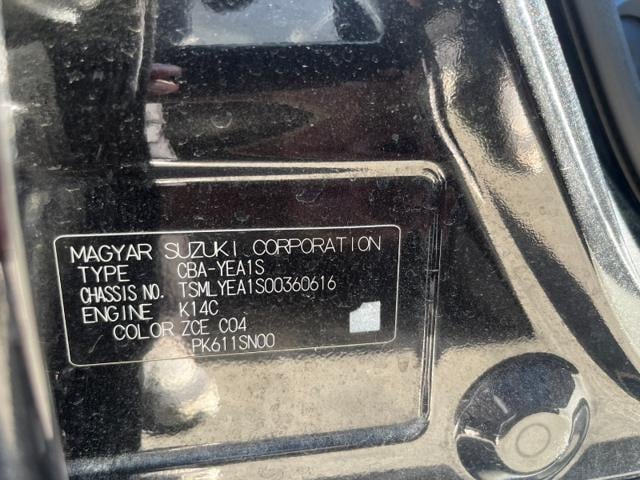 MAGYAR SUZUKI CORPORATION
TYPE CBA-YEA1S
CHASSIS NO. TSMLYEA1S00360616
ENGINE K14C
COLOR ZCE C04
PK611SN00